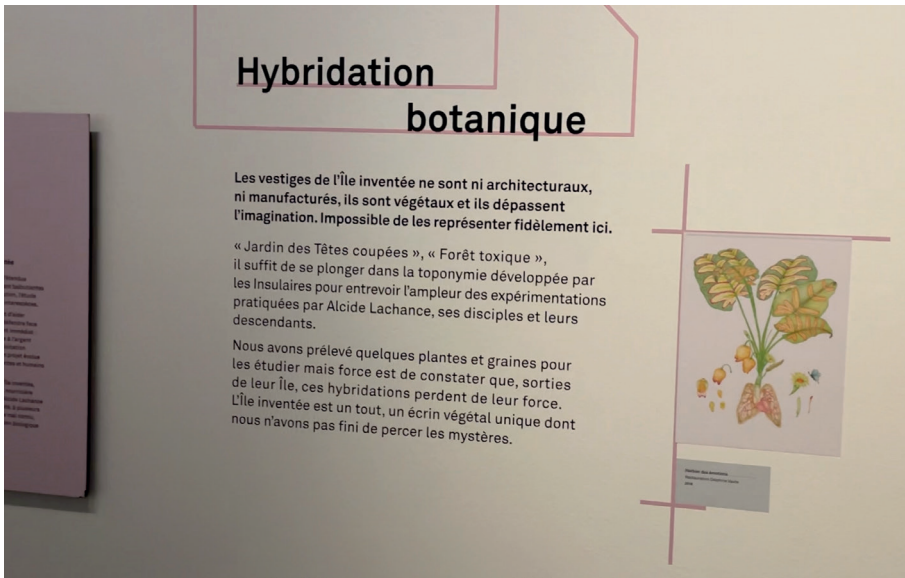 Hybridation
botanique
Les vestiges de l'Île inventée ne sont ni architecturaux,
ni manufacturés, ils sont végétaux et ils dépassent
l'imagination. Impossible de les représenter fidèlement ici.
« Jardin des Têtes coupées », « Forêt toxique »,
il suffit de se plonger dans la toponymie développée par
les Insulaires pour entrevoir l'ampleur des expérimentations
pratiquées par Alcide Lachance, ses disciples et leurs
descendants.
Nous avons prélevé quelques plantes et graines pour
les étudier mais force est de constater que, sorties
de leur Île, ces hybridations perdent de leur force.
L'Île inventée est un tout, un écrin végétal unique dont
nous n'avons pas fini de percer les mystères.